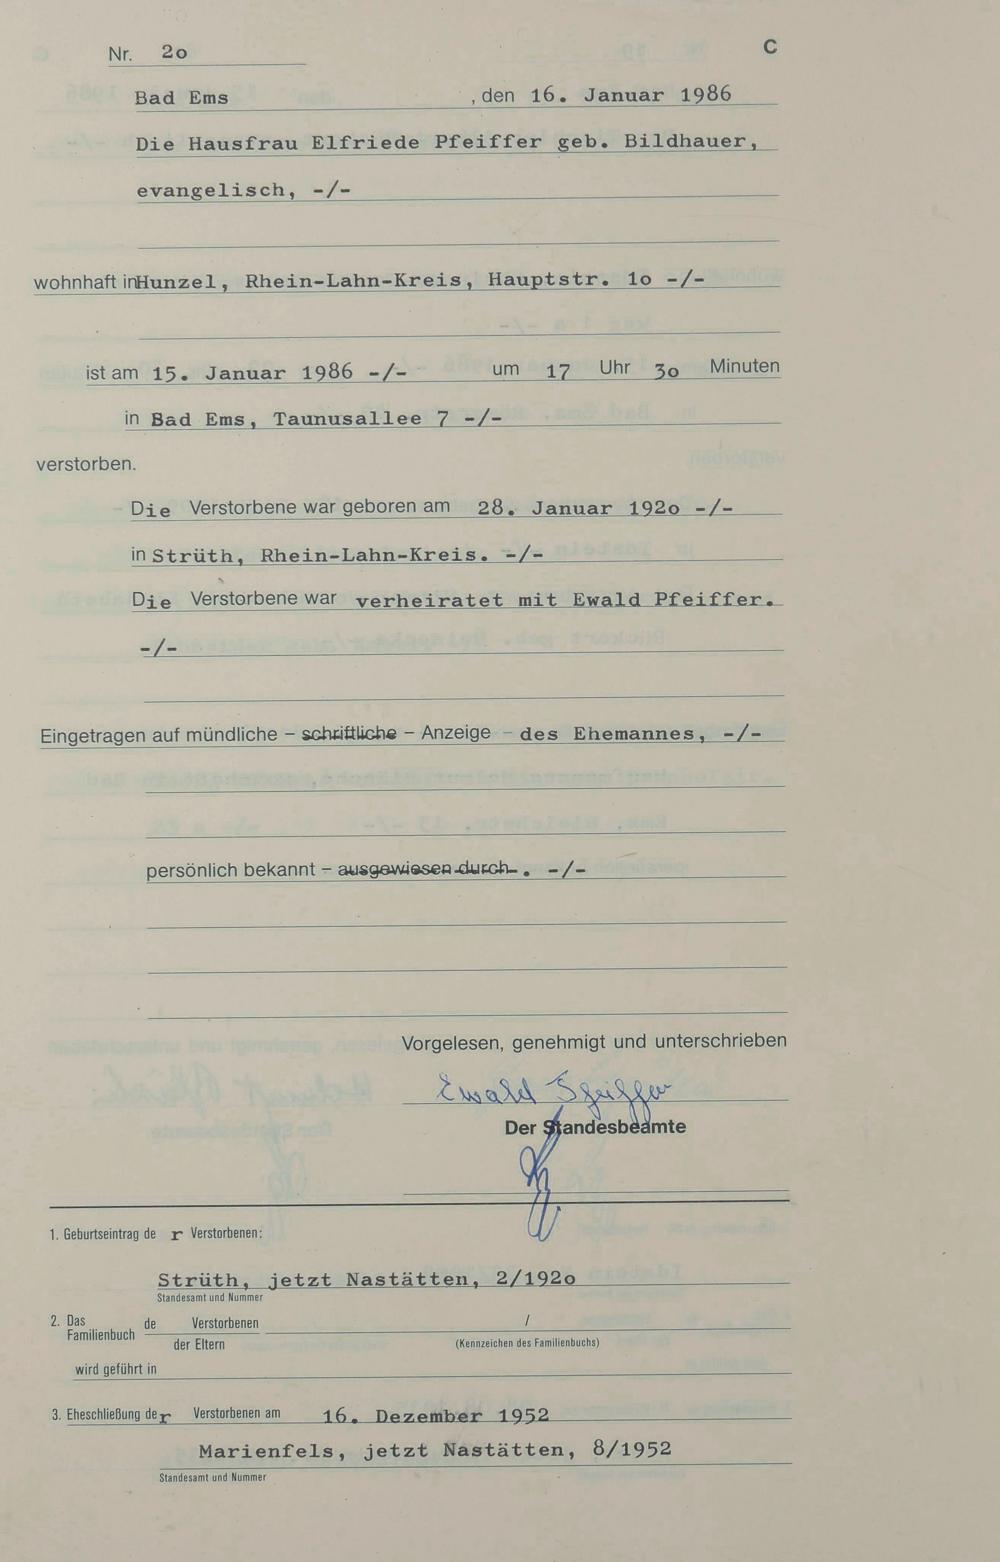 Nr. 2o C
Bad Ems , den 16. Januar 1986
Die Hausfrau Elfriede Pfeiffer geb. Bildhauer,
evangelisch, -/-
wohnhaft in Hunzel, Rhein-Lahn-Kreis, Hauptstr. 1o -/-
ist am 15. Januar 1986 -/- um 17 Uhr 3o Minuten
in Bad Ems, Taunusallee 7 -/-
verstorben.
Die Verstorbene war geboren am 28. Januar 192o -/-
in Strüth, Rhein-Lahn-Kreis. -/-
Die Verstorbene war verheiratet mit Ewald Pfeiffer.
-/-
Eingetragen auf mündliche – schriftliche – Anzeige – des Ehemannes, -/-
persönlich bekannt – ausgewiesen durch . -/-
Vorgelesen, genehmigt und unterschrieben
Ewald Pfeiffer
Der Standesbeamte
1. Geburtseintrag de r Verstorbenen:
Strüth, jetzt Nastätten, 2/192o
Standesamt und Nummer
2. Das Familienbuch de Verstorbenen /
der Eltern (Kennzeichen des Familienbuchs)
wird geführt in
3. Eheschließung der Verstorbenen am 16. Dezember 1952
Marienfels, jetzt Nastätten, 8/1952
Standesamt und Nummer